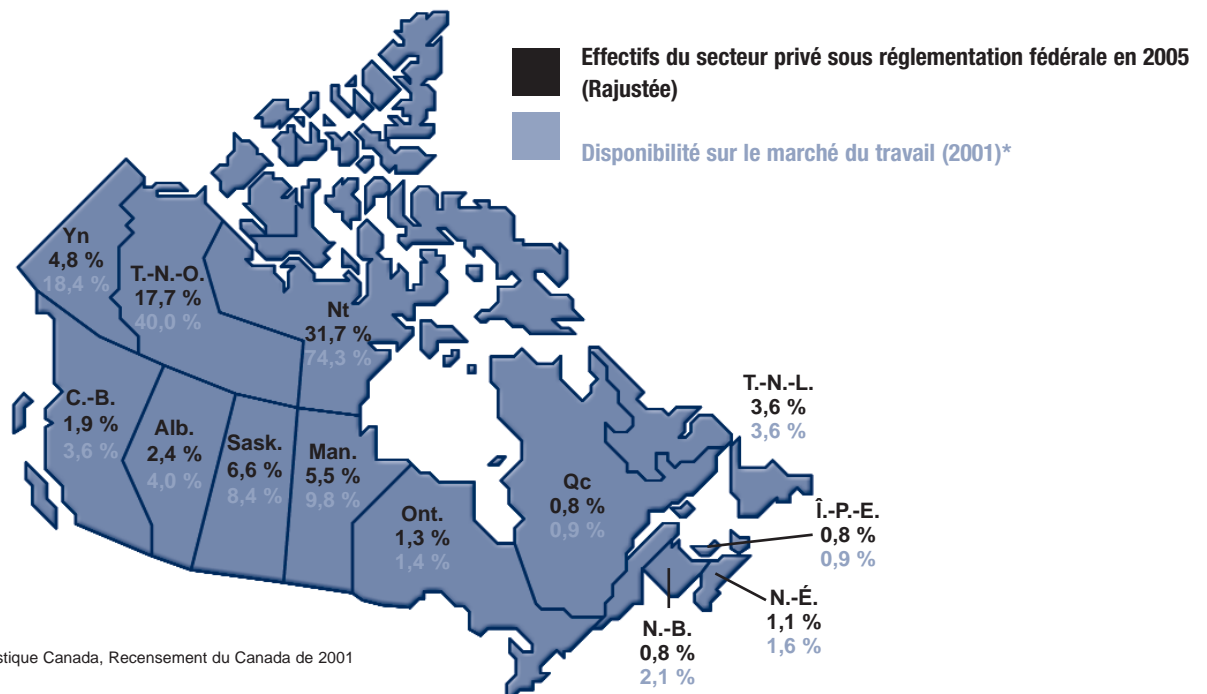 Effectifs du secteur privé sous réglementation fédérale en 2005
(Rajustée)
Disponibilité sur le marché du travail (2001)*
Yn
4,8 %
18,4 %
T.-N.-O.
17,7 %
40,0 %
Nt
31,7 %
74,3 %
C.-B.
1,9 %
3,6 %
Alb.
2,4 %
4,0 %
Sask.
6,6 %
8,4 %
Man.
5,5 %
9,8 %
Ont.
1,3 %
1,4 %
Qc
0,8 %
0,9 %
T.-N.-L.
3,6 %
3,6 %
Î.-P.-E.
0,8 %
0,9 %
N.-É.
1,1 %
1,6 %
N.-B.
0,8 %
2,1 %
stique Canada, Recensement du Canada de 2001